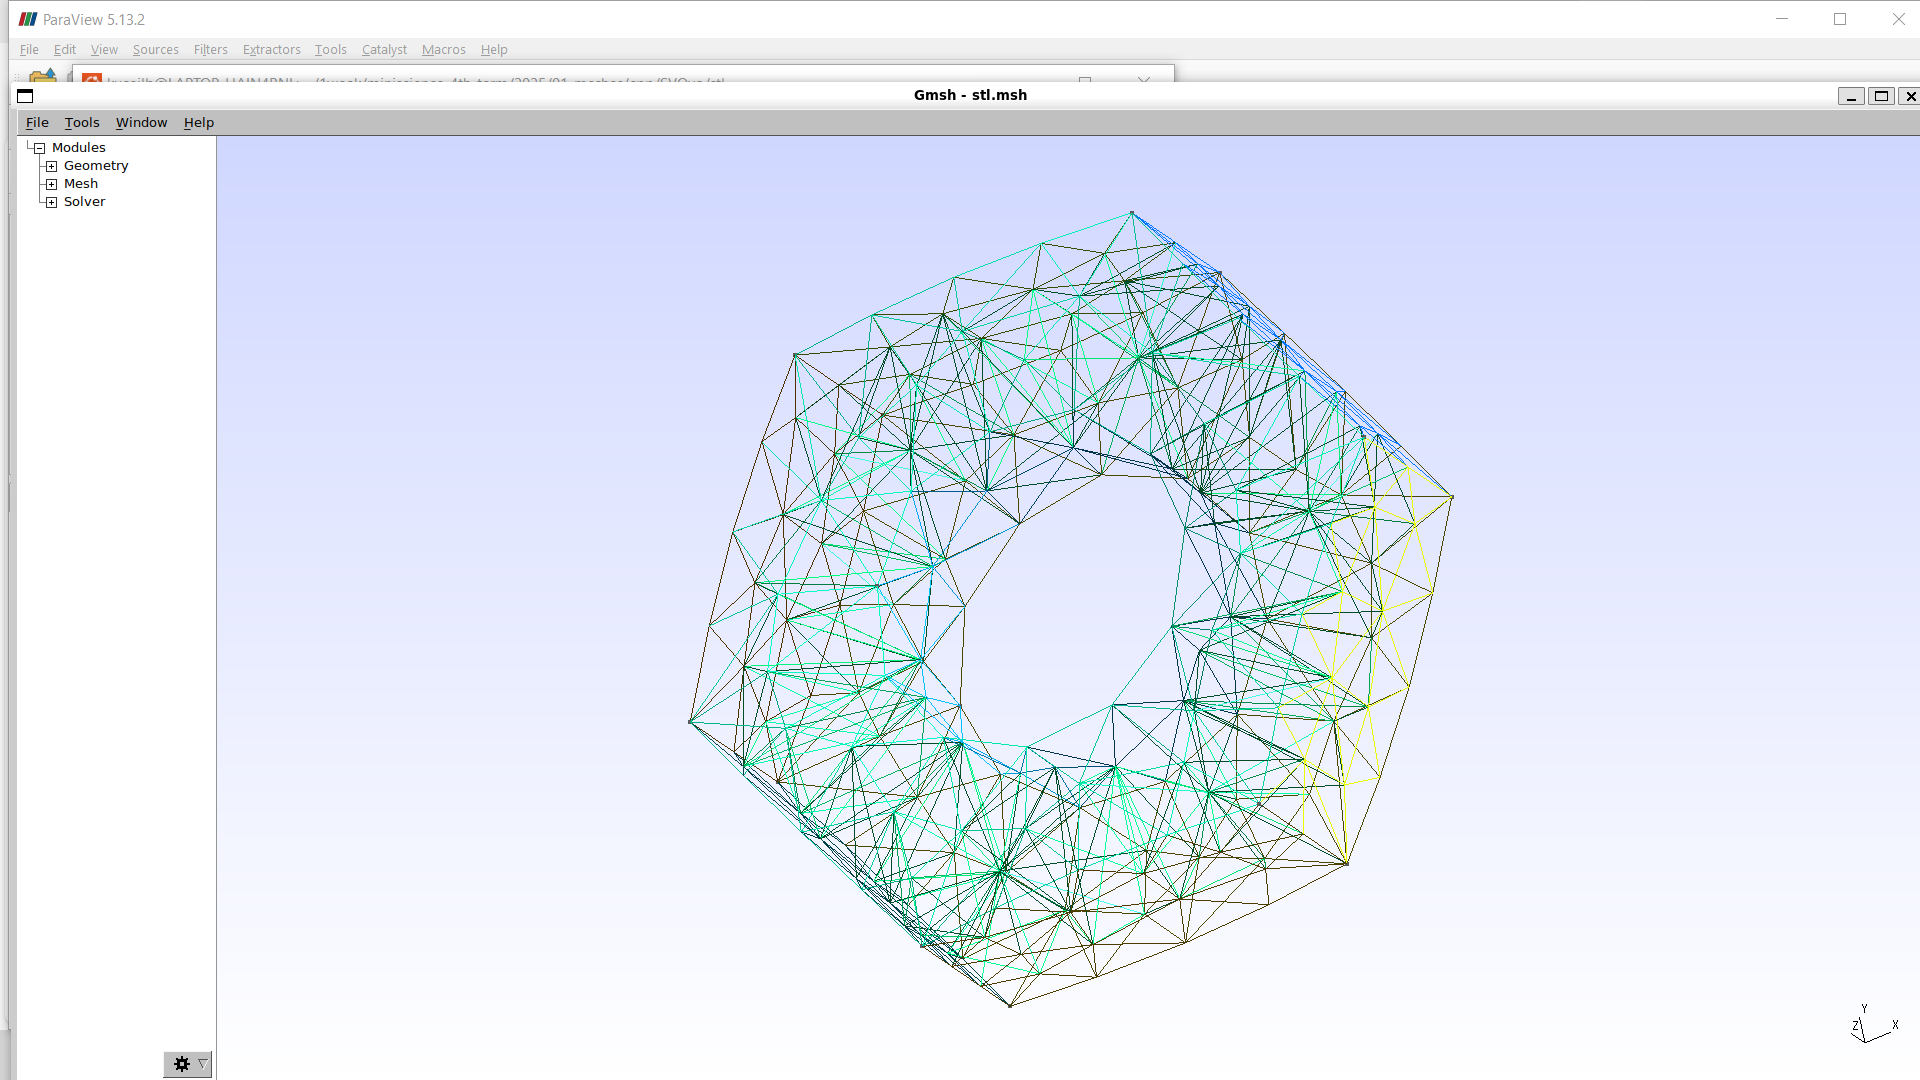 ParaView 5.13.2
File Edit View Sources Filters Extractors Tools Catalyst Macros Help
Gmsh - stl.msh
File Tools Window Help
Modules
Geometry
Mesh
Solver
Y
Z X